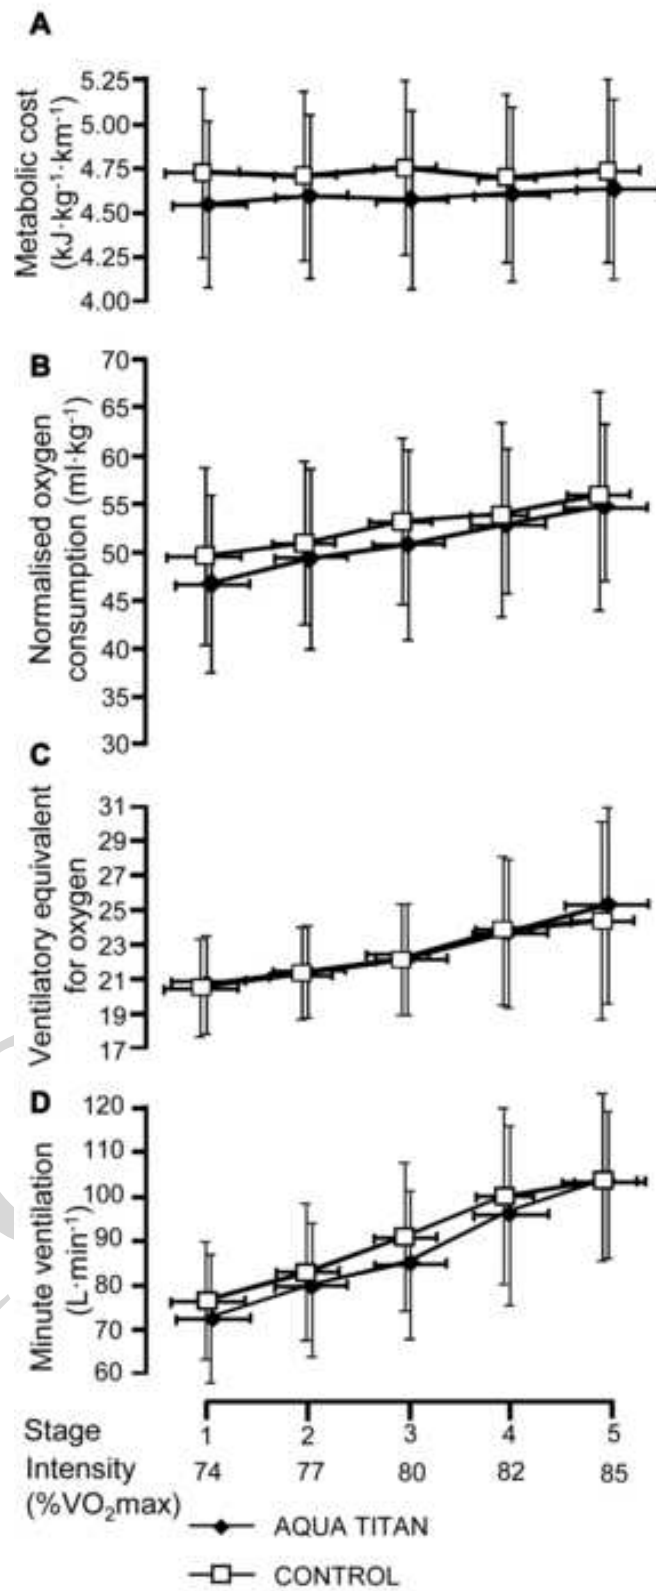 A
Metabolic cost
(kJ·kg⁻¹·km⁻¹)
5.25
5.00
4.75
4.50
4.25
4.00
B
Normalised oxygen
consumption (ml·kg⁻¹)
70
65
60
55
50
45
40
35
30
C
Ventilatory equivalent
for oxygen
31
29
27
25
23
21
19
17
D
Minute ventilation
(L·min⁻¹)
120
110
100
90
80
70
60
Stage 1 2 3 4 5
Intensity 74 77 80 82 85
(%VO₂max)
AQUA TITAN
CONTROL